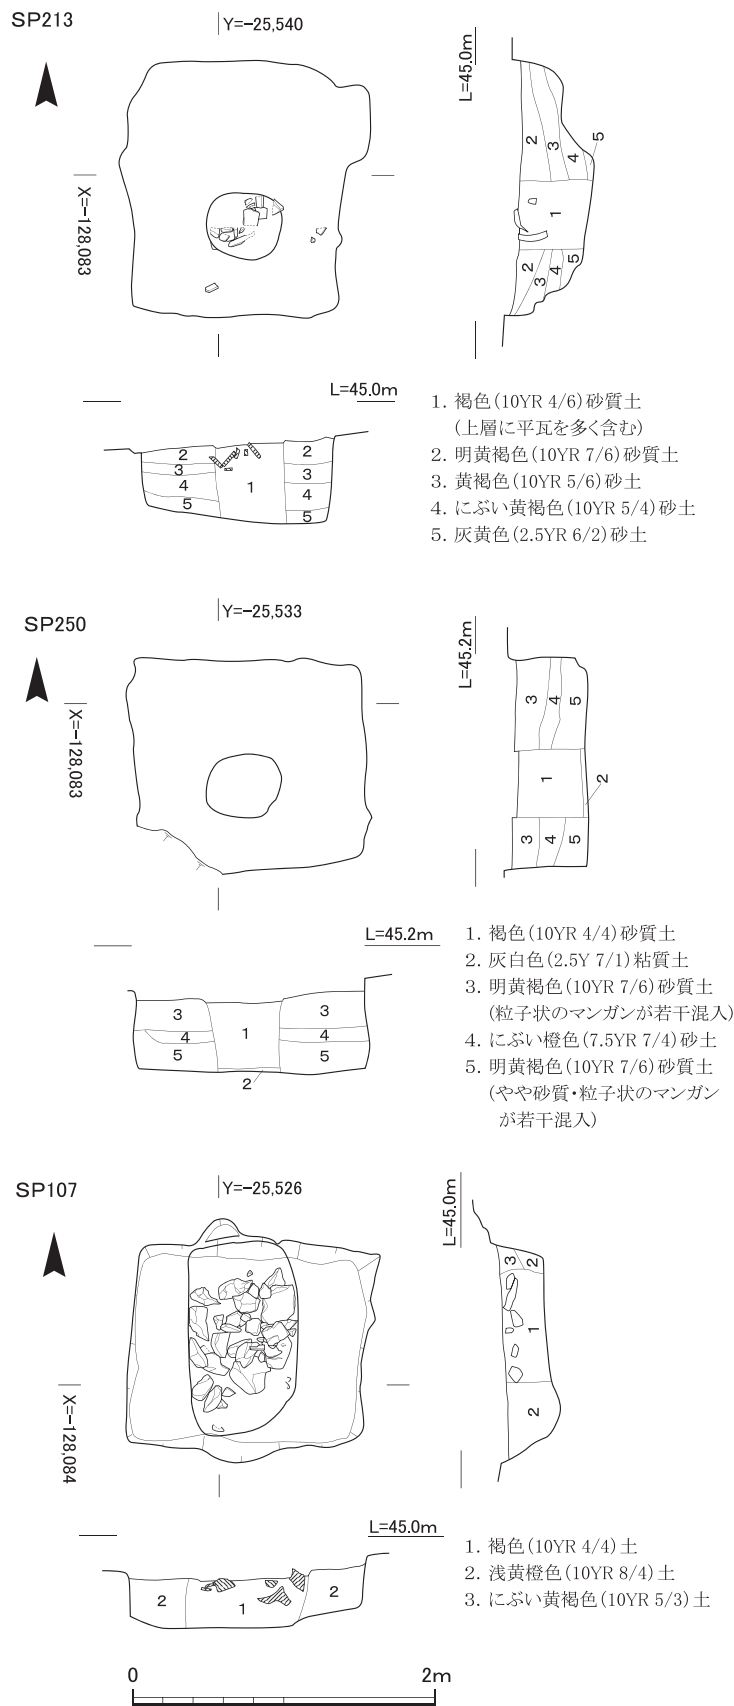 SP213
Y=-25,540
L=45.0m
X=-128,083
2
3
4
5
1
2
3
4
5
L=45.0m
2
3
4
5
1
2
3
4
5
1. 褐色(10YR 4/6)砂質土
(上層に平瓦を多く含む)
2. 明黄褐色(10YR 7/6)砂質土
3. 黄褐色(10YR 5/6)砂土
4. にぶい黄褐色(10YR 5/4)砂土
5. 灰黄色(2.5YR 6/2)砂土
SP250
Y=-25,533
L=45.2m
X=-128,083
3
4
5
1
2
3
4
5
L=45.2m
3
4
5
1
2
3
4
5
1. 褐色(10YR 4/4)砂質土
2. 灰白色(2.5Y 7/1)粘質土
3. 明黄褐色(10YR 7/6)砂質土
(粒子状のマンガンが若干混入)
4. にぶい橙色(7.5YR 7/4)砂土
5. 明黄褐色(10YR 7/6)砂質土
(やや砂質・粒子状のマンガン
が若干混入)
SP107
Y=-25,526
L=45.0m
X=-128,084
3
2
1
2
L=45.0m
2
1
2
1. 褐色(10YR 4/4)土
2. 浅黄橙色(10YR 8/4)土
3. にぶい黄褐色(10YR 5/3)土
0
2m